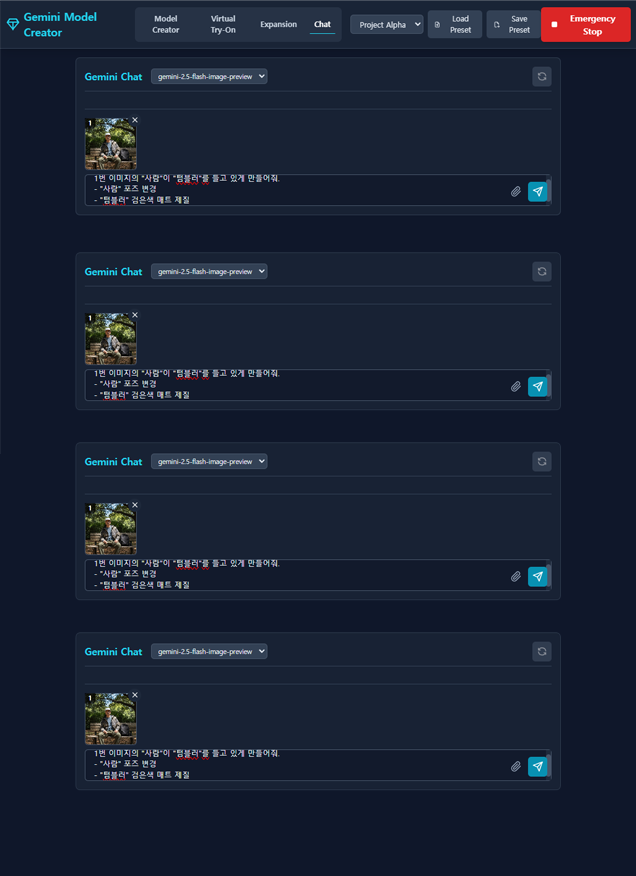 Gemini Model Creator
Model Creator
Virtual Try-On
Expansion
Chat
Project Alpha
Load Preset
Save Preset
Emergency Stop
Gemini Chat
gemini-2.5-flash-image-preview
1
1번 이미지의 "사람"이 "텀블러"를 들고 있게 만들어줘.
- "사람" 포즈 변경
- "텀블러" 검은색 매트 재질
Gemini Chat
gemini-2.5-flash-image-preview
1
1번 이미지의 "사람"이 "텀블러"를 들고 있게 만들어줘.
- "사람" 포즈 변경
- "텀블러" 검은색 매트 재질
Gemini Chat
gemini-2.5-flash-image-preview
1
1번 이미지의 "사람"이 "텀블러"를 들고 있게 만들어줘.
- "사람" 포즈 변경
- "텀블러" 검은색 매트 재질
Gemini Chat
gemini-2.5-flash-image-preview
1
1번 이미지의 "사람"이 "텀블러"를 들고 있게 만들어줘.
- "사람" 포즈 변경
- "텀블러" 검은색 매트 재질